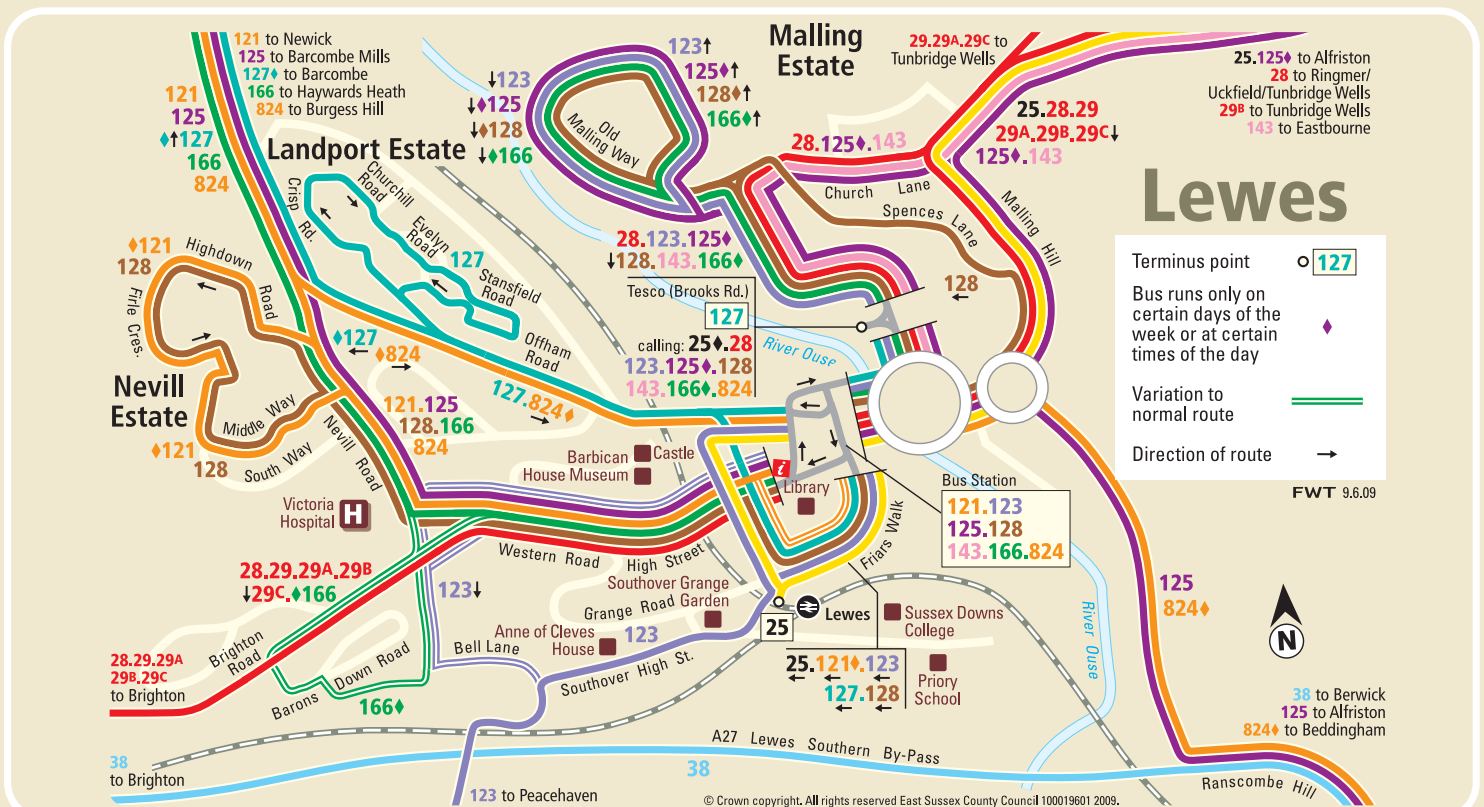 121 to Newick
125 to Barcombe Mills
127♦ to Barcombe
166 to Haywards Heath
824 to Burgess Hill
121
125
♦↑127
166
824
Landport Estate
Crisp Rd.
Churchill
Road
Evelyn
Road
127
Stansfield
Road
Offham
Road
↓123
↓♦125
↓♦128
↓♦166
Old
Malling Way
123↑
125♦↑
128♦↑
166♦↑
Malling
Estate
29.29A.29C to
Tunbridge Wells
25.125♦ to Alfriston
28 to Ringmer/
Uckfield/Tunbridge Wells
29B to Tunbridge Wells
143 to Eastbourne
25.28.29
29A.29B.29C↓
125♦.143
28.125♦.143
Church Lane
Spences Lane
Malling Hill
128
←
28.123.125♦
↓128.143.166♦
Tesco (Brooks Rd.)
127
calling: 25♦.28
123.125♦.128
143.166♦.824
River Ouse
Lewes
Terminus point
127
Bus runs only on
certain days of the
week or at certain
times of the day
♦
Variation to
normal route
Direction of route →
FWT 9.6.09
♦121
128
Highdown
Road
Firle Cres.
Nevill
Estate
♦121
128
Middle Way
South Way
Nevill Road
♦127
←
♦824
→
127.824♦
→
121.125
128.166
824
Victoria
Hospital
H
Barbican
House Museum
Castle
i
Library
Bus Station
121.123
125.128
143.166.824
Friars Walk
Western Road
High Street
28.29.29A.29B
↓29C.♦166
123↓
Southover Grange
Garden
Grange Road
Anne of Cleves
House
123
Bell Lane
Southover High St.
25
Lewes
Sussex Downs
College
25.121♦.123
← ← ←
127.128
← ←
Priory
School
River Ouse
125
824♦
N
28.29.29A
29B.29C
to Brighton
Brighton
Road
Barons Down Road
166♦
38
to Brighton
123 to Peacehaven
A27 Lewes Southern By-Pass
38
38 to Berwick
125 to Alfriston
824♦ to Beddingham
Ranscombe Hill
© Crown copyright. All rights reserved East Sussex County Council 100019601 2009.